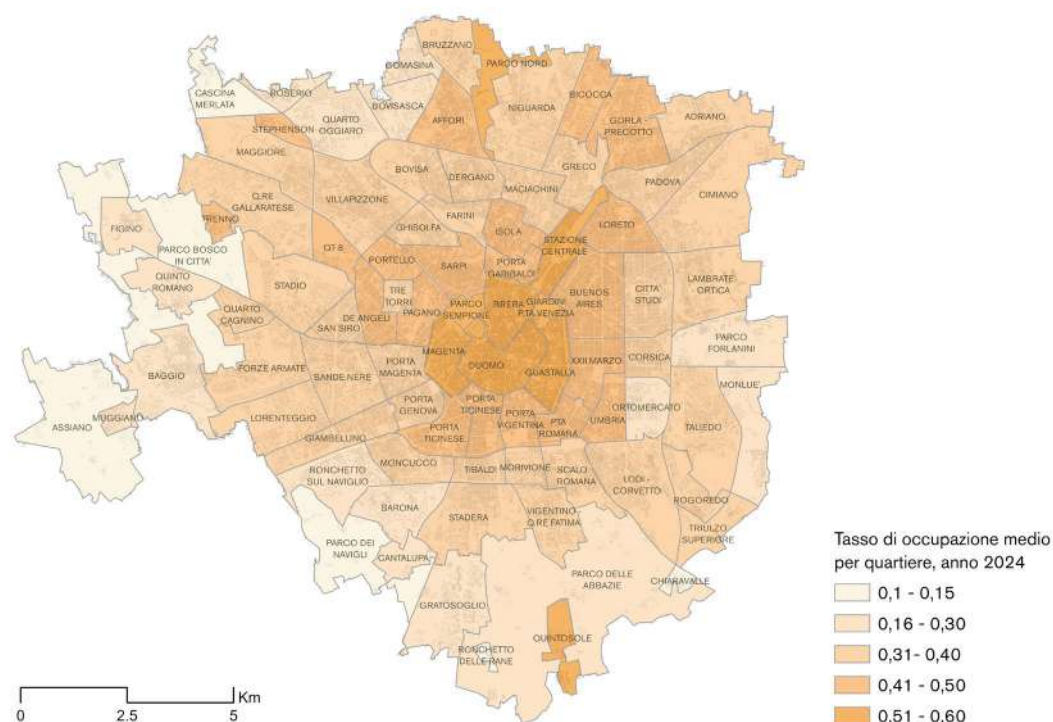 BRUZZANO
COMASINA
PARCO NORD
CASCINA
MERLATA
ROSERIO
BOVISASCA
BICOCCA
NIGUARDA
QUARTO
OGGIARO
AFFORI
GORLA -
PRECOTTO
ADRIANO
STEPHENSON
MAGGIORE
BOVISA
DERGANO
GRECO
PADOVA
MACIACHINI
CIMIANO
Q.RE
GALLARATESE
VILLAPIZZONE
FARINI
TRENNO
GHISOLFA
ISOLA
LORETO
FIGINO
QT 8
STAZIONE
CENTRALE
PARCO BOSCO
IN CITTA'
PORTELLO
SARPI
PORTA
GARIBALDI
QUINTO
ROMANO
STADIO
TRE
TORRI
BUENOS
AIRES
CITTA'
STUDI
LAMBRATE-
ORTICA
PARCO
SEMPIONE
BRERA
GIARDINI
P.TA VENEZIA
QUARTO
CAGNINO
DE ANGELI
PAGANO
SAN SIRO
PARCO
FORLANINI
MAGENTA
DUOMO
GUASTALLA
XXII MARZO
CORSICA
BAGGIO
FORZE ARMATE
BANDE NERE
PORTA
MAGENTA
MONLUE'
PORTA
GENOVA
PORTA
TICINESE
ORTOMERCATO
MUGGIANO
ASSIANO
LORENTEGGIO
PORTA
VIGENTINA
PTA
ROMANA
UMBRIA
TALIEDO
GIAMBELLINO
PORTA
TICINESE
RONCHETTO
SUL NAVIGLIO
MONCUCCO
TIBALDI
MORIVIONE
SCALO
ROMANA
LODI -
CORVETTO
ROGOREDO
BARONA
STADERA
VIGENTINO
Q.RE FATIMA
TRIULZO
SUPERIORE
PARCO DEI
NAVIGLI
CANTALUPA
PARCO DELLE
ABBAZIE
CHIARAVALLE
GRATOSOGLIO
QUINTOSOLE
RONCHETTO
DELLE RANE
Tasso di occupazione medio
per quartiere, anno 2024
0,1 - 0,15
0,16 - 0,30
0,31- 0,40
0,41 - 0,50
0,51 - 0,60
Km
0 2.5 5